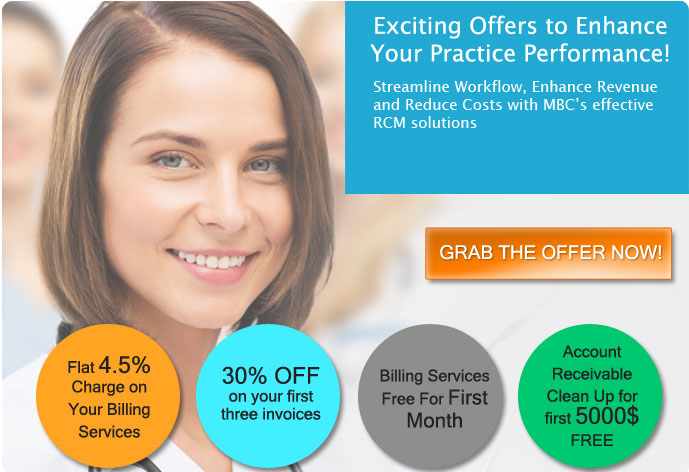 Exciting Offers to Enhance
Your Practice Performance!
Streamline Workflow, Enhance Revenue
and Reduce Costs with MBC's effective
RCM solutions
GRAB THE OFFER NOW!
Flat 4.5%
Charge on
Your Billing
Services
30% OFF
on your first
three invoices
Billing Services
Free For First
Month
Account
Receivable
Clean Up for
first 5000$
FREE